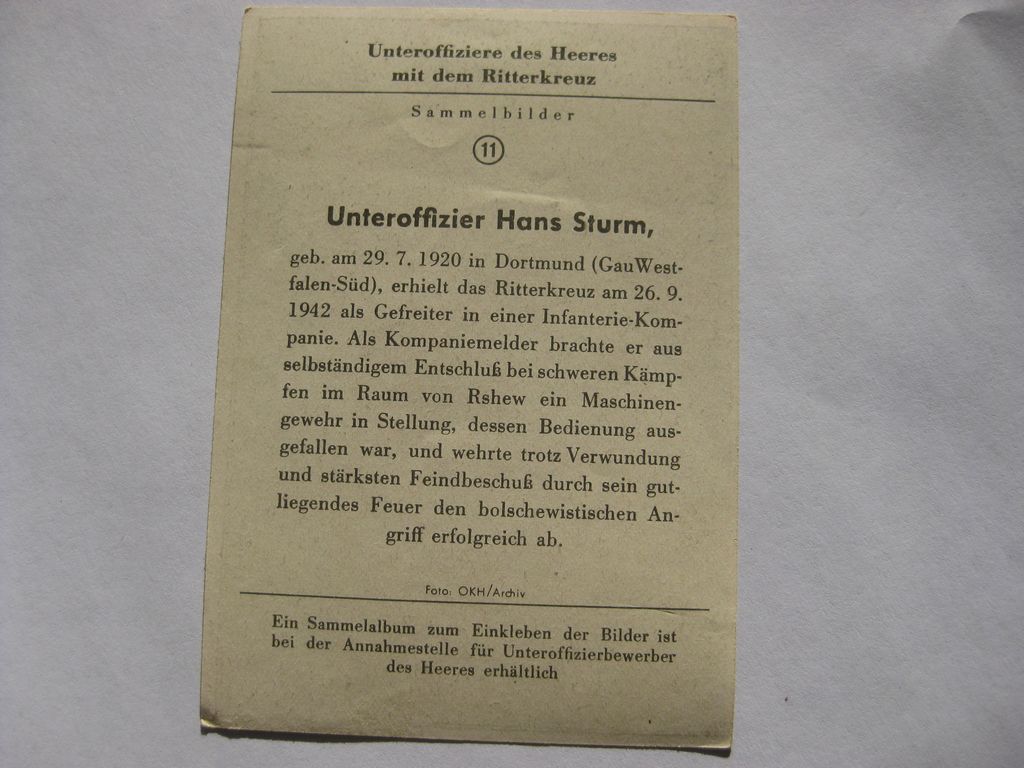 Unteroffiziere des Heeres
mit dem Ritterkreuz
Sammelbilder
11
Unteroffizier Hans Sturm,
geb. am 29. 7. 1920 in Dortmund (Gau West-
falen-Süd), erhielt das Ritterkreuz am 26. 9.
1942 als Gefreiter in einer Infanterie-Kom-
panie. Als Kompaniemelder brachte er aus
selbständigem Entschluß bei schweren Kämp-
fen im Raum von Rshew ein Maschinen-
gewehr in Stellung, dessen Bedienung aus-
gefallen war, und wehrte trotz Verwundung
und stärksten Feindbeschuß durch sein gut-
liegendes Feuer den bolschewistischen An-
griff erfolgreich ab.
Foto: OKH/Archiv
Ein Sammelalbum zum Einkleben der Bilder ist
bei der Annahmestelle für Unteroffizierbewerber
des Heeres erhältlich